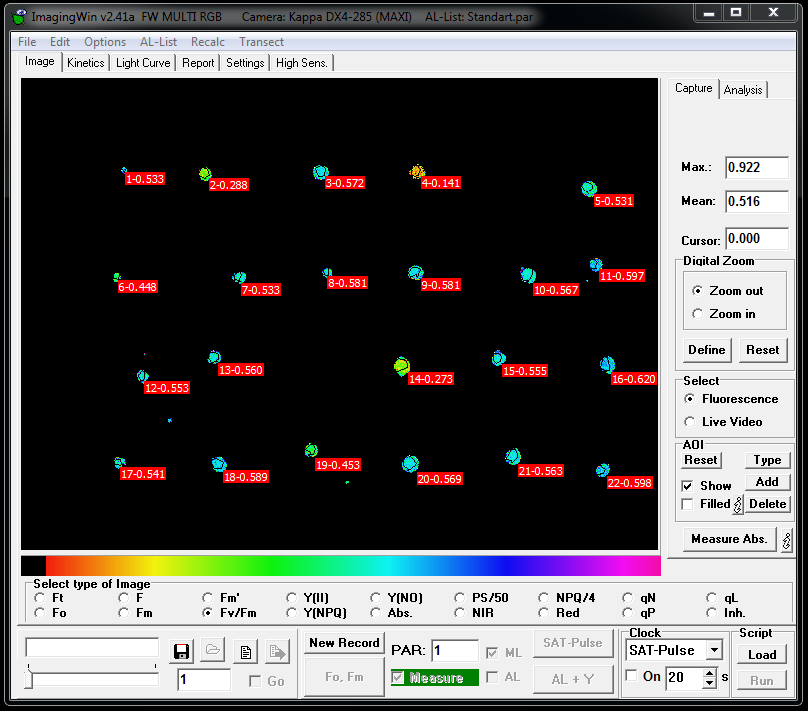 ImagingWin v2.41a FW MULTI RGB Camera: Kappa DX4-285 (MAXI) AL-List: Standart.par
File Edit Options AL-List Recalc Transect
Image Kinetics Light Curve Report Settings High Sens.
Capture Analysis
1-0.533 2-0.288 3-0.572 4-0.141
5-0.531
6-0.448 7-0.533 8-0.581 9-0.581 10-0.567 11-0.597
12-0.553 13-0.560 14-0.273 15-0.555 16-0.620
17-0.541 18-0.589 19-0.453 20-0.569 21-0.563 22-0.598
Max.: 0.922
Mean: 0.516
Cursor: 0.000
Digital Zoom
Zoom out
Zoom in
Define Reset
Select
Fluorescence
Live Video
AOI
Reset Type
Show Add
Filled Delete
Measure Abs.
Select type of Image
Ft F Fm' Y(II) Y(NO) PS/50 NPQ/4 qN qL
Fo Fm Fv/Fm Y(NPQ) Abs. NIR Red qP Inh.
1 Go
New Record
Fo, Fm
PAR: 1 ML
Measure AL
SAT-Pulse
AL + Y
Clock
SAT-Pulse
On 20 s
Script
Load
Run